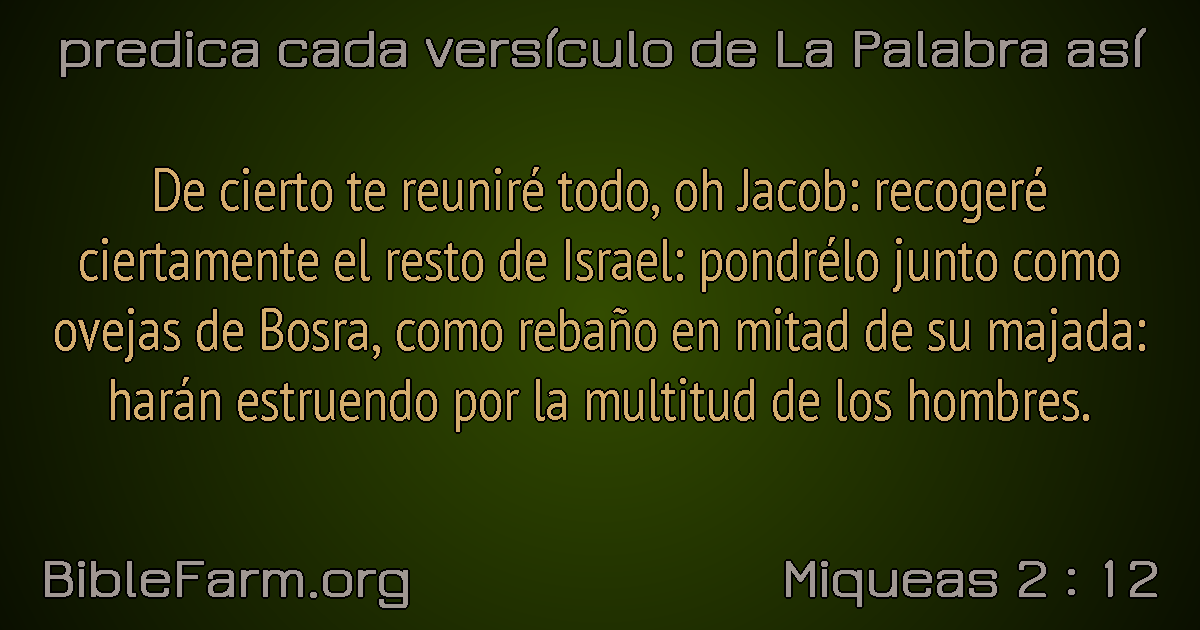 predica cada versículo de La Palabra así
De cierto te reuniré todo, oh Jacob: recogeré
ciertamente el resto de Israel: pondrélo junto como
ovejas de Bosra, como rebaño en mitad de su majada:
harán estruendo por la multitud de los hombres.
BibleFarm.org
Miqueas 2 : 12